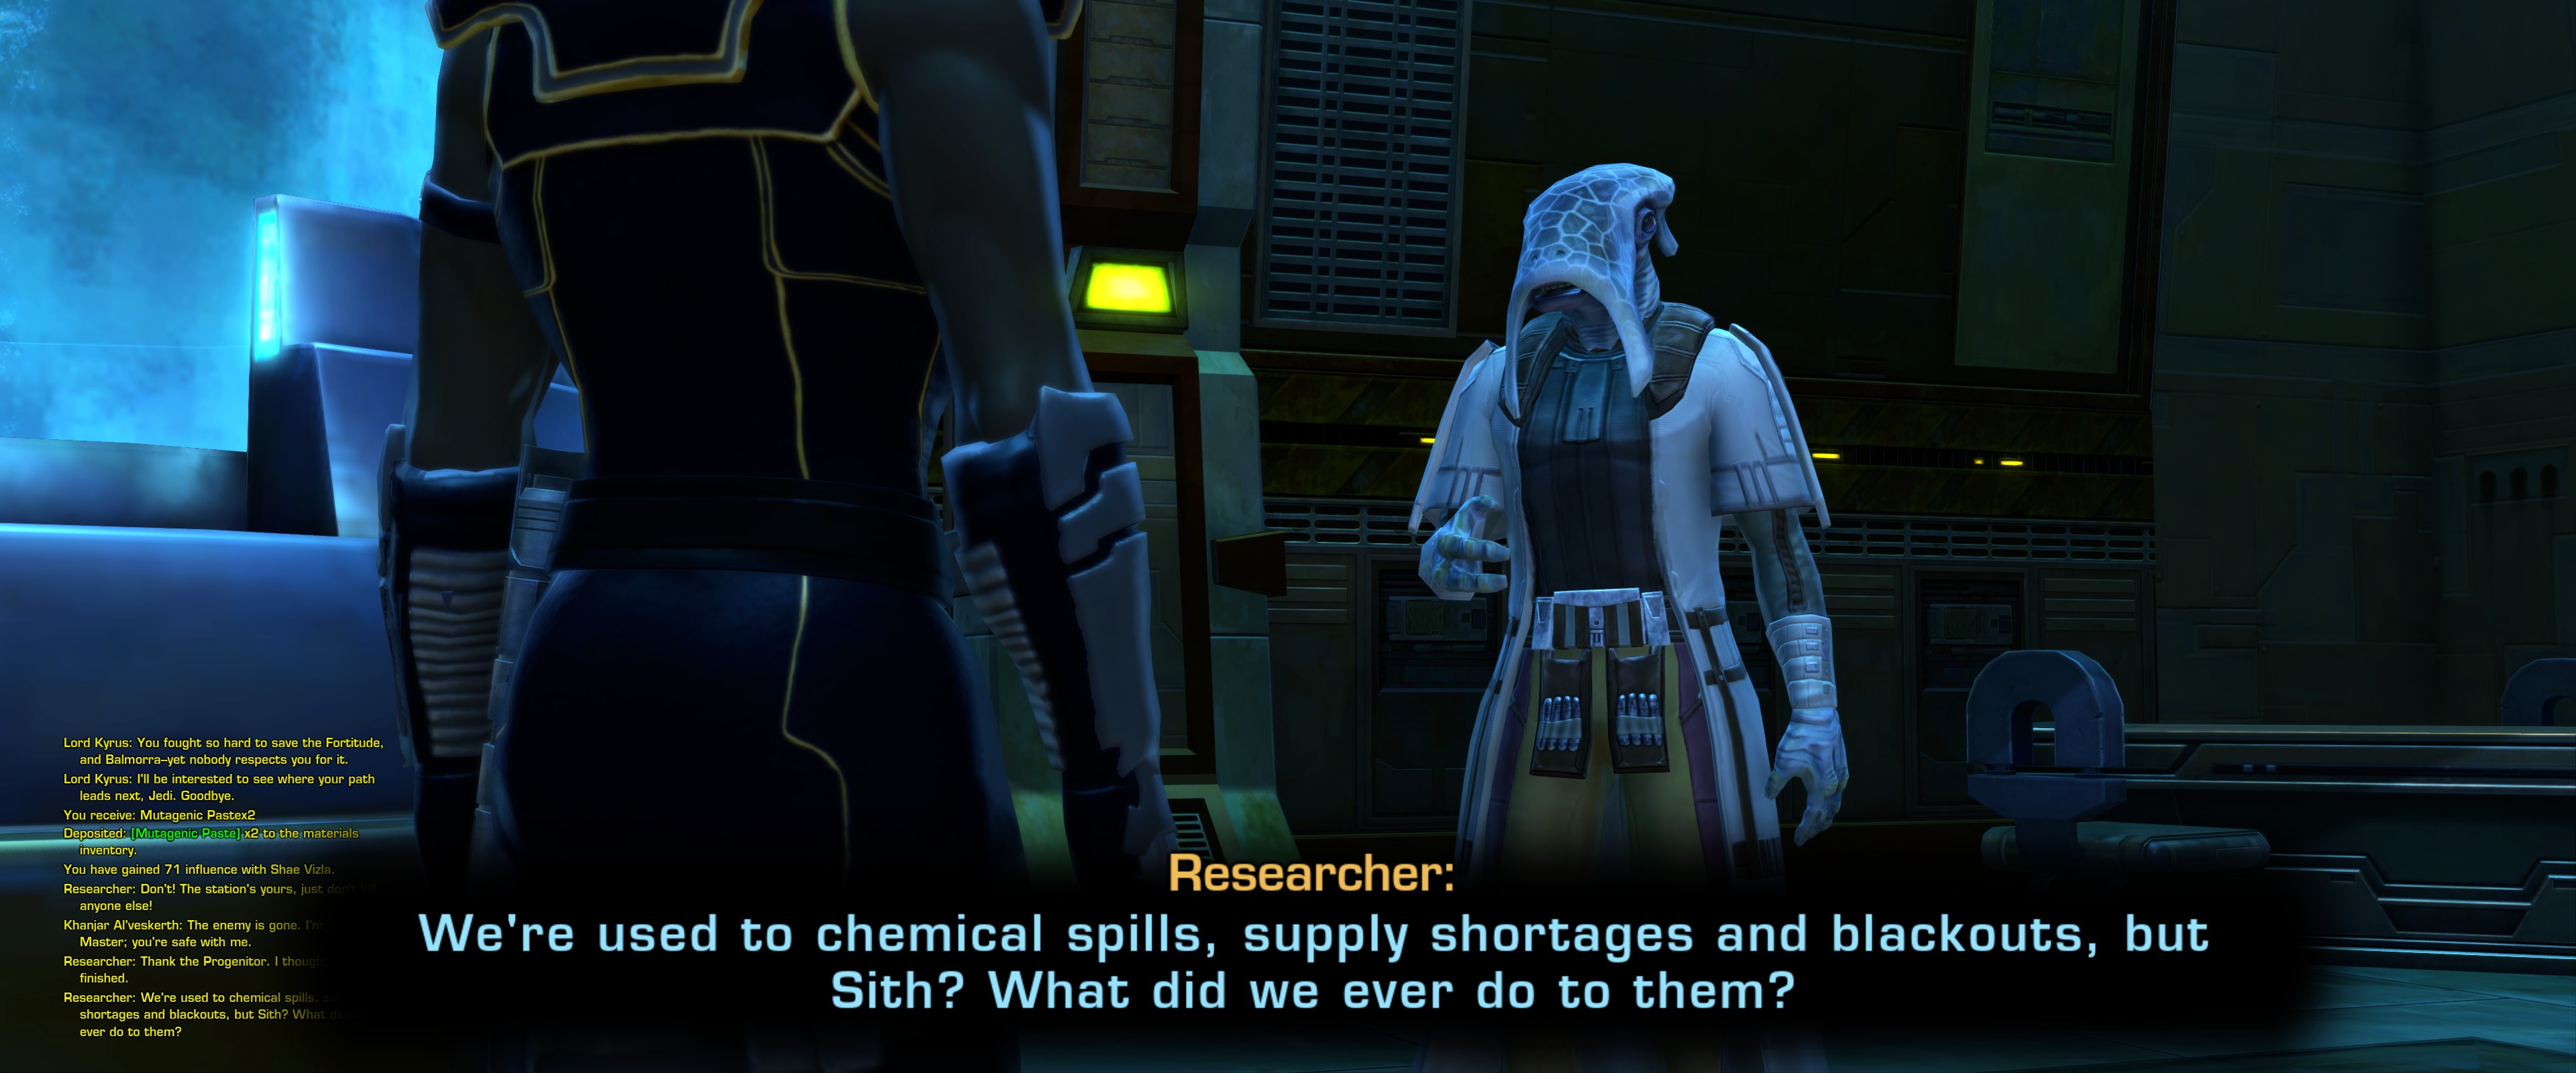 Lord Kyrus: You fought so hard to save the Fortitude,
and Balmorra–yet nobody respects you for it.
Lord Kyrus: I'll be interested to see where your path
leads next, Jedi. Goodbye.
You receive: Mutagenic Pastex2
Deposited: [Mutagenic Paste] x2 to the materials
inventory.
You have gained 71 influence with Shae Vizla.
Researcher: Don't! The station's yours, just don't
anyone else!
Khanjar Al'veskerth: The enemy is gone. I'm
Master; you're safe with me.
Researcher: Thank the Progenitor. I thought
finished.
Researcher: We're used to chemical spills,
shortages and blackouts, but Sith? What did
ever do to them?
Researcher:
We're used to chemical spills, supply shortages and blackouts, but
Sith? What did we ever do to them?